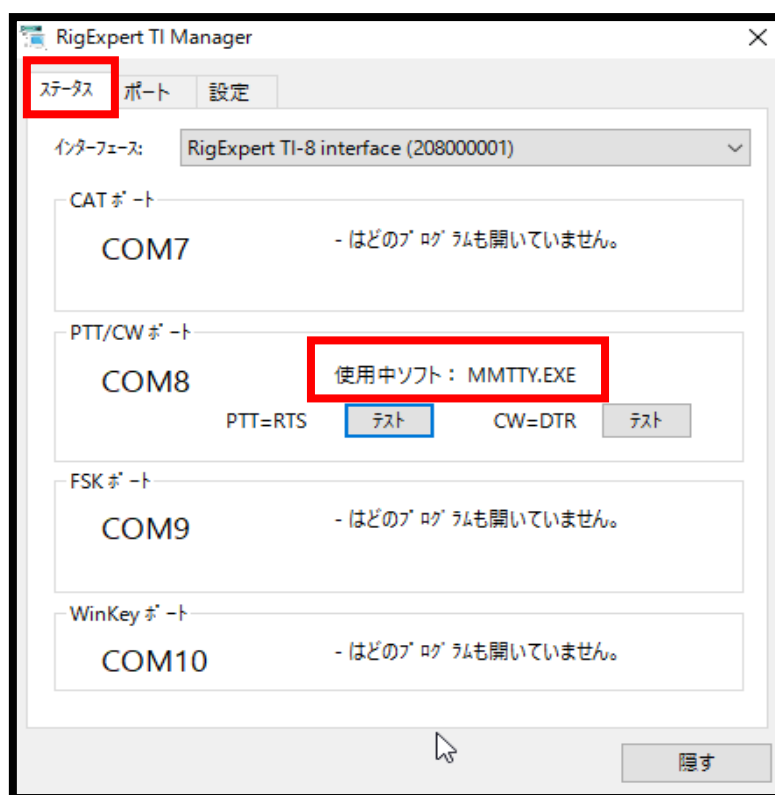 RigExpert TI Manager
ｽﾃｰﾀｽ ﾎﾟｰﾄ 設定
ｲﾝﾀｰﾌｪｰｽ: RigExpert TI-8 interface (208000001)
CAT ﾎﾟｰﾄ
COM7 - はどのﾌﾟﾛｸﾞﾗﾑも開いていません。
PTT/CW ﾎﾟｰﾄ
COM8 使用中ソフト： MMTTY.EXE
PTT=RTS ﾃｽﾄ CW=DTR ﾃｽﾄ
FSK ﾎﾟｰﾄ
COM9 - はどのﾌﾟﾛｸﾞﾗﾑも開いていません。
WinKey ﾎﾟｰﾄ
COM10 - はどのﾌﾟﾛｸﾞﾗﾑも開いていません。
隠す